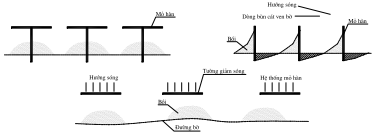 Mỏ hàn
Hướng sóng
Dòng bùn cát ven bờ
Mỏ hàn
Bồi
Hướng sóng
Tường giảm sóng
Hệ thống mỏ hàn
Bồi
Đường bờ